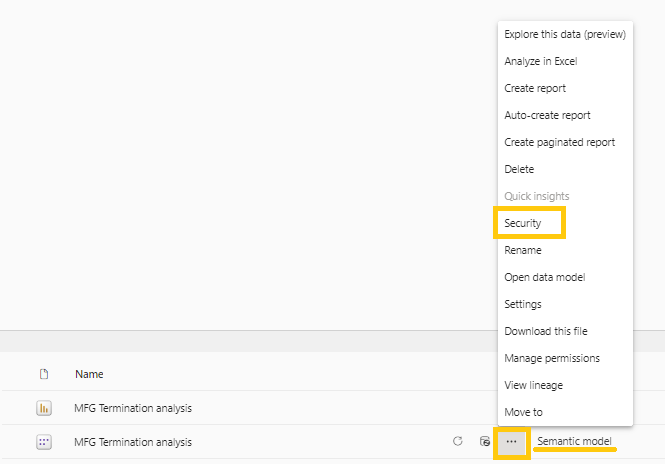 Explore this data (preview)
Analyze in Excel
Create report
Auto-create report
Create paginated report
Delete
Quick insights
Security
Rename
Open data model
Settings
Download this file
Manage permissions
View lineage
Move to
Name
MFG Termination analysis
MFG Termination analysis
Semantic model